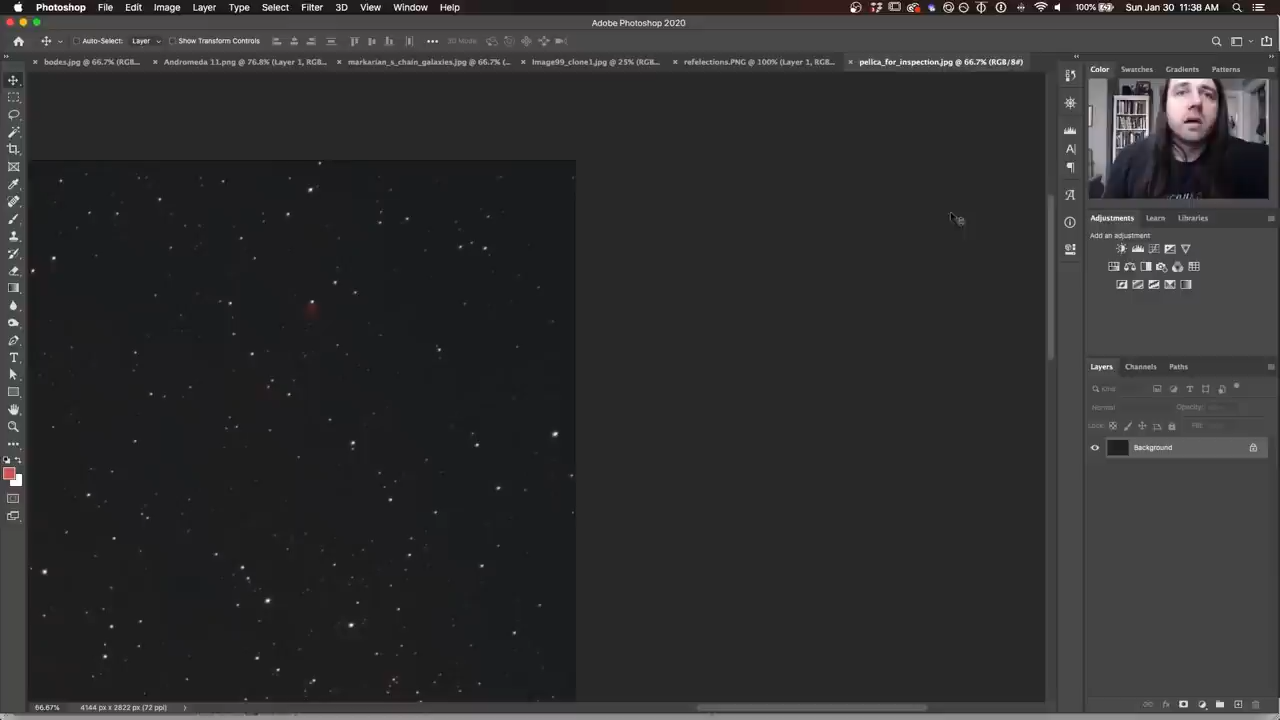 Photoshop File Edit Image Layer Type Select Filter 3D View Window Help 100% Sun Jan 30 11:38 AM
Adobe Photoshop 2020
Auto-Select: Layer Show Transform Controls 3D Mode:
bodes.jpg @ 66.7% (RGB... Andromeda 11.png @ 76.8% (Layer 1, RGB... markarian_s_chain_galaxies.jpg @ 66.7% (... Image99_clone1.jpg @ 25% (RGB... refelections.PNG @ 100% (Layer 1, RGB... pelica_for_inspection.jpg @ 66.7% (RGB/8#)
Color Swatches Gradients Patterns
Adjustments Learn Libraries
Add an adjustment
Layers Channels Paths
Kind
Normal Opacity:
Lock: Fill:
Background
66.67% 4144 px x 2822 px (72 ppi)